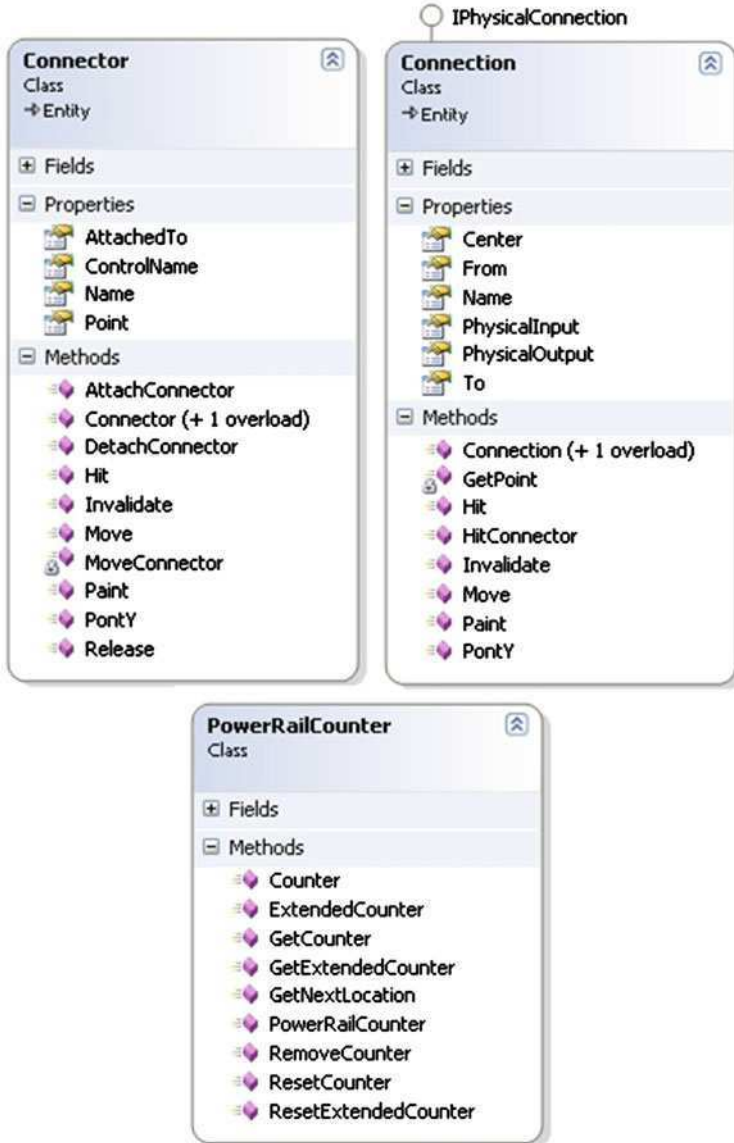 Connector
Class
Entity
Fields
Properties
AttachedTo
ControlName
Name
Point
Methods
AttachConnector
Connector (+ 1 overload)
DetachConnector
Hit
Invalidate
Move
MoveConnector
Paint
PontY
Release
IPhysicalConnection
Connection
Class
Entity
Fields
Properties
Center
From
Name
PhysicalInput
PhysicalOutput
To
Methods
Connection (+ 1 overload)
GetPoint
Hit
HitConnector
Invalidate
Move
Paint
PontY
PowerRailCounter
Class
Fields
Methods
Counter
ExtendedCounter
GetCounter
GetExtendedCounter
GetNextLocation
PowerRailCounter
RemoveCounter
ResetCounter
ResetExtendedCounter